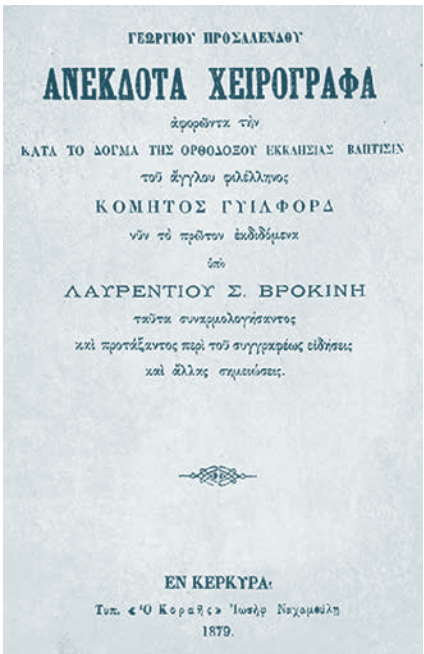 ΓΕΩΡΓΙΟΥ ΠΡΟΣΑΛΕΝΔΟΥ
ΑΝΕΚΔΟΤΑ ΧΕΙΡΟΓΡΑΦΑ
ἀφορῶντα τὴν
ΚΑΤΑ ΤΟ ΔΟΓΜΑ ΤΗΣ ΟΡΘΟΔΟΞΟΥ ΕΚΚΛΗΣΙΑΣ ΒΑΠΤΙΣΙΝ
τοῦ ἄγγλου φιλέλληνος
ΚΟΜΗΤΟΣ ΓΥΙΛΦΟΡΔ
νῦν τὸ πρῶτον ἐκδιδόμενα
ὑπὸ
ΛΑΥΡΕΝΤΙΟΥ Σ. ΒΡΟΚΙΝΗ
ταῦτα συναρμολογήσαντος
καὶ προτάξαντος περὶ τοῦ συγγραφέως εἰδήσεις
καὶ ἄλλας σημειώσεις.
ΕΝ ΚΕΡΚΥΡΑ:
Τυπ. «Ὁ Κοραῆς» Ἰωσὴφ Ναχαμούλη
1879.